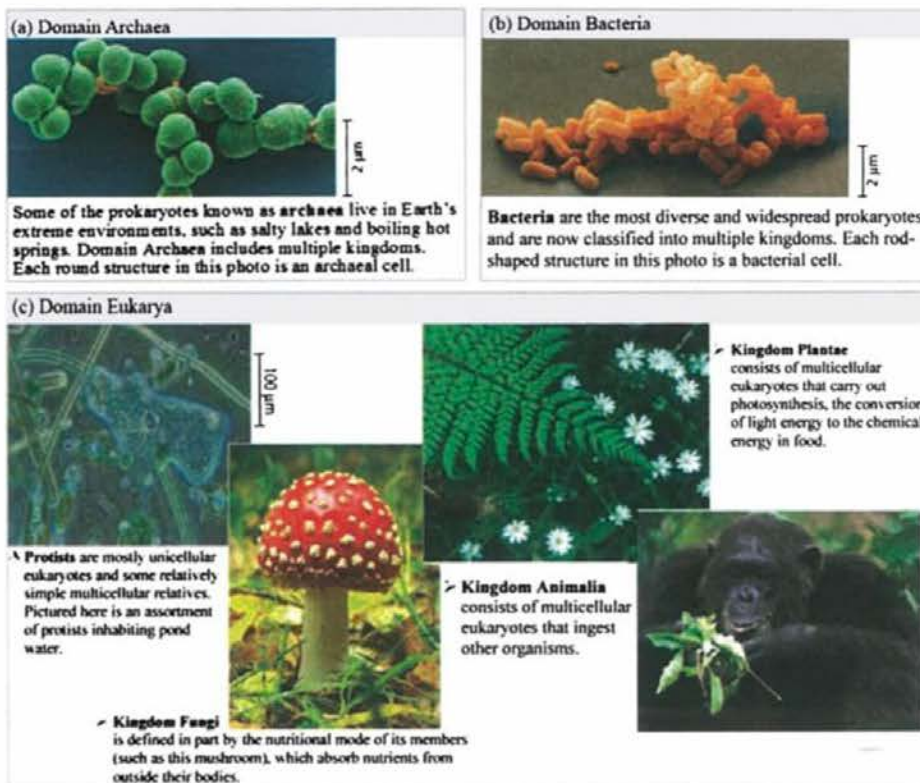 (a) Domain Archaea
2 µm
Some of the prokaryotes known as archaea live in Earth's
extreme environments, such as salty lakes and boiling hot
springs. Domain Archaea includes multiple kingdoms.
Each round structure in this photo is an archaeal cell.
(b) Domain Bacteria
2 µm
Bacteria are the most diverse and widespread prokaryotes
and are now classified into multiple kingdoms. Each rod-
shaped structure in this photo is a bacterial cell.
(c) Domain Eukarya
100 µm
Protists are mostly unicellular
eukaryotes and some relatively
simple multicellular relatives.
Pictured here is an assortment
of protists inhabiting pond
water.
Kingdom Plantae
consists of multicellular
eukaryotes that carry out
photosynthesis, the conversion
of light energy to the chemical
energy in food.
Kingdom Animalia
consists of multicellular
eukaryotes that ingest
other organisms.
Kingdom Fungi
is defined in part by the nutritional mode of its members
(such as this mushroom), which absorb nutrients from
outside their bodies.